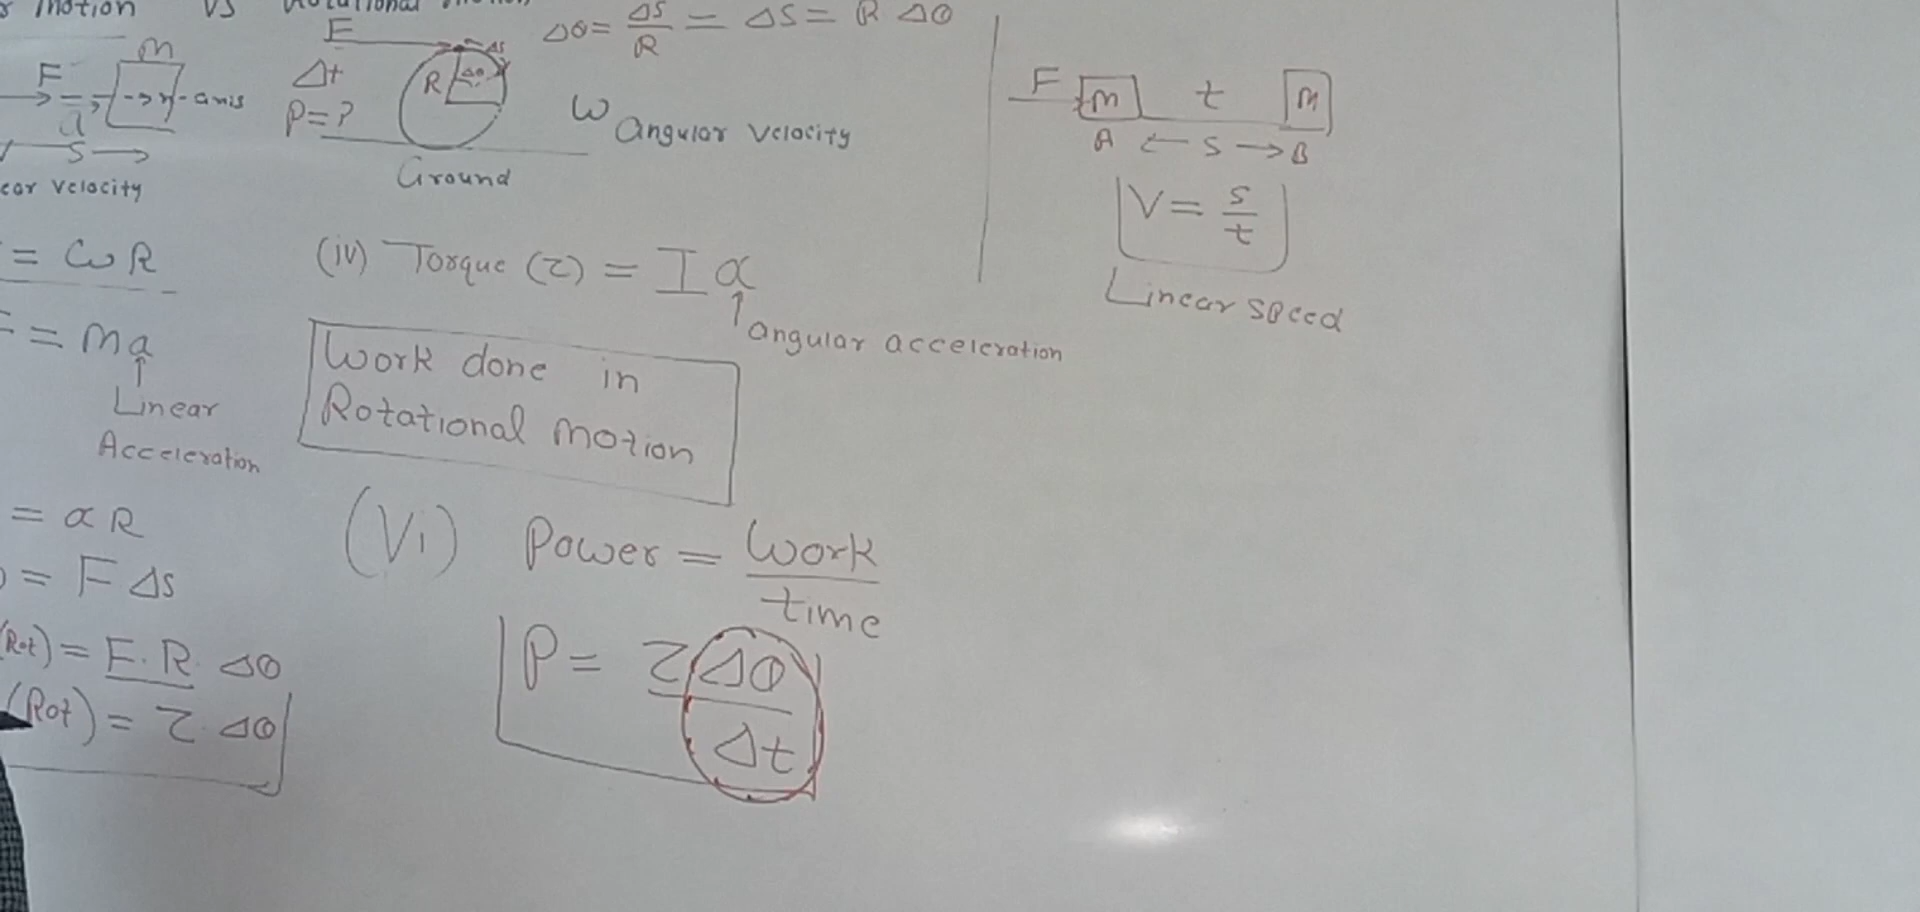 Motion VS Rotational
Δθ = ΔS/R = ΔS = R Δθ
F
m
F
a
→ x-axis
S →
Velocity
F
Δt
P = ?
R
Δθ
ΔS
Ground
ω Angular Velocity
F m t m
A ← S → B
V = S/t
Linear speed
= ωR
(iv) Torque (τ) = I α
↑
angular acceleration
= ma
↑
Linear
Acceleration
Work done in
Rotational motion
= α R
= F ΔS
(Rot) = F.R. Δθ
(Rot) = τ. Δθ
(Vi) Power = Work/time
P = τ Δθ/Δt